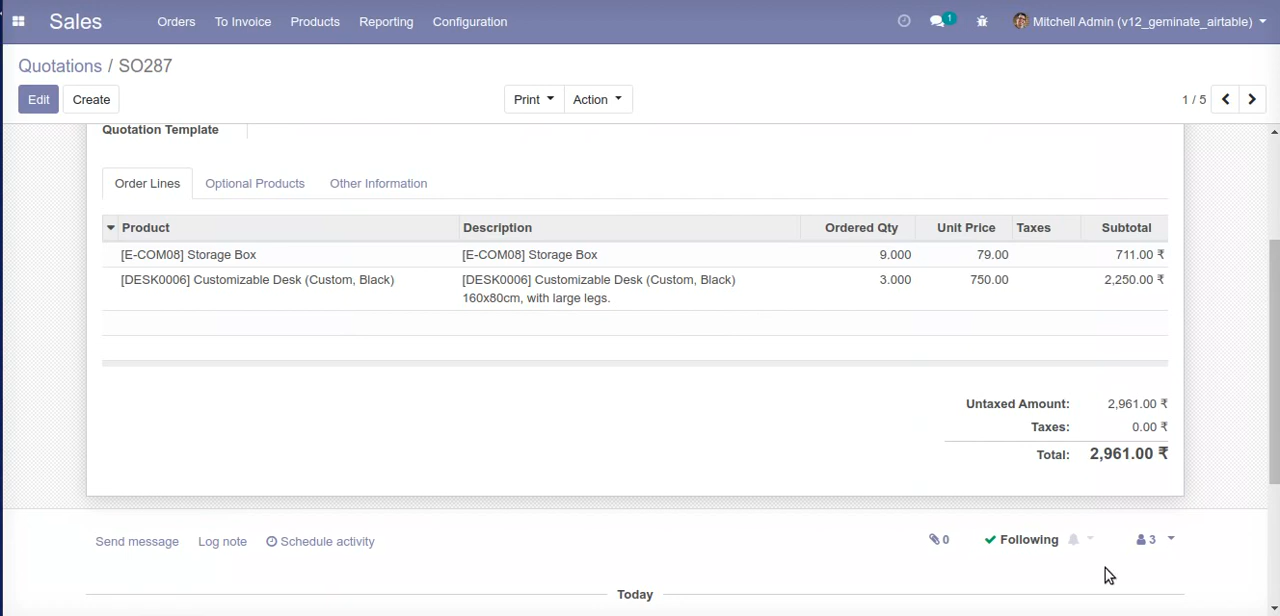 Sales Orders To Invoice Products Reporting Configuration 1 Mitchell Admin (v12_geminate_airtable)
Quotations / SO287
Edit Create Print Action 1 / 5
Quotation Template
Order Lines Optional Products Other Information
Product Description Ordered Qty Unit Price Taxes Subtotal
[E-COM08] Storage Box [E-COM08] Storage Box 9.000 79.00 711.00 ₹
[DESK0006] Customizable Desk (Custom, Black) [DESK0006] Customizable Desk (Custom, Black) 3.000 750.00 2,250.00 ₹
160x80cm, with large legs.
Untaxed Amount: 2,961.00 ₹
Taxes: 0.00 ₹
Total: 2,961.00 ₹
Send message Log note Schedule activity 0 Following 3
Today